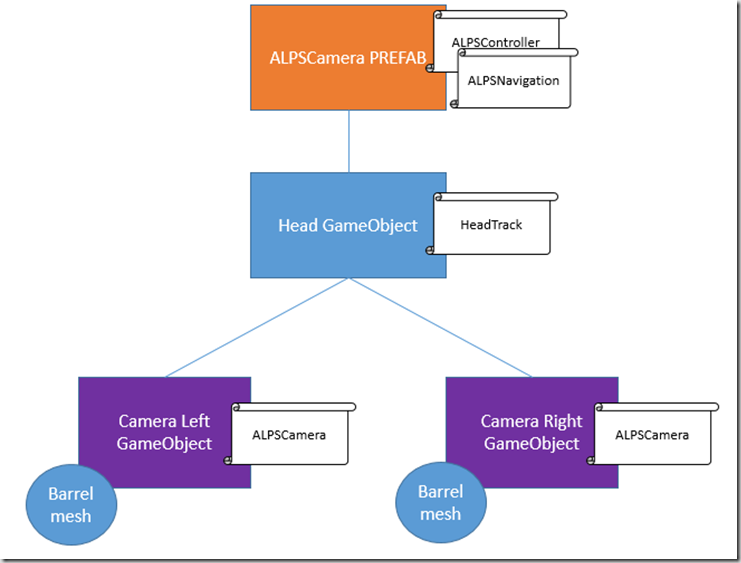 ALPSCamera PREFAB
ALPSController
ALPSNavigation
Head GameObject
HeadTrack
Camera Left
GameObject
ALPSCamera
Camera Right
GameObject
ALPSCamera
Barrel
mesh
Barrel
mesh